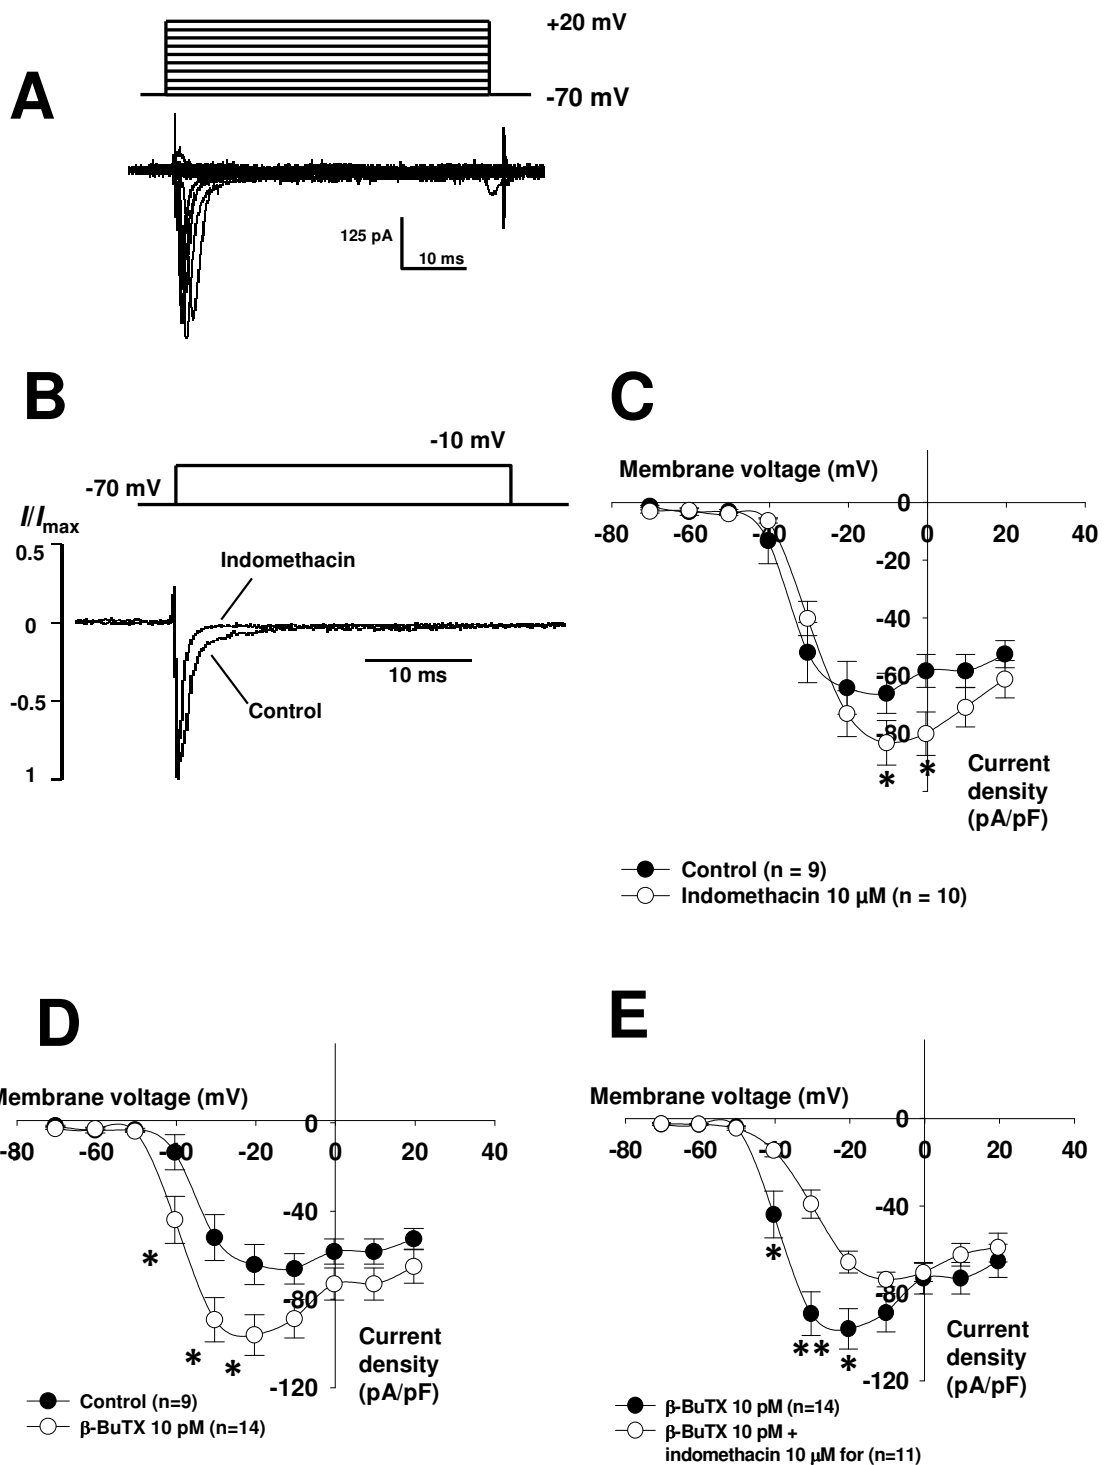 A
+20 mV
-70 mV
125 pA
10 ms
B
-10 mV
-70 mV
I/Imax
0.5
0
-0.5
1
Indomethacin
Control
10 ms
C
Membrane voltage (mV)
0
-80 -60 -40 -20 0 20 40
-20
-40
-60
-80
* *
Current
density
(pA/pF)
Control (n = 9)
Indomethacin 10 µM (n = 10)
D
Membrane voltage (mV)
0
-80 -60 -40 -20 0 20 40
-40
*
-80
* *
Current
density
(pA/pF)
-120
Control (n=9)
β-BuTX 10 pM (n=14)
E
Membrane voltage (mV)
0
-80 -60 -40 -20 0 20 40
-40
*
-80
** *
Current
density
(pA/pF)
-120
β-BuTX 10 pM (n=14)
β-BuTX 10 pM +
indomethacin 10 µM for (n=11)